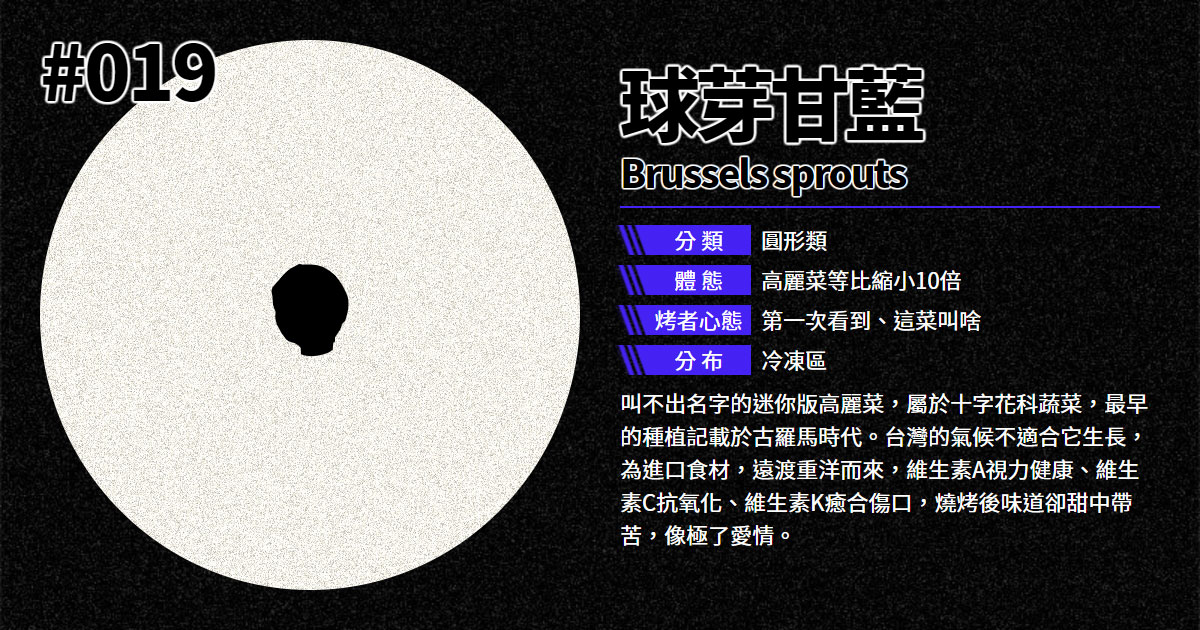 #019
球芽甘藍
Brussels sprouts
分類 圓形類
體態 高麗菜等比縮小10倍
烤者心態 第一次看到、這菜叫啥
分布 冷凍區
叫不出名字的迷你版高麗菜，屬於十字花科蔬菜，最早
的種植記載於古羅馬時代。台灣的氣候不適合它生長，
為進口食材，遠渡重洋而來，維生素A視力健康、維生
素C抗氧化、維生素K癒合傷口，燒烤後味道卻甜中帶
苦，像極了愛情。